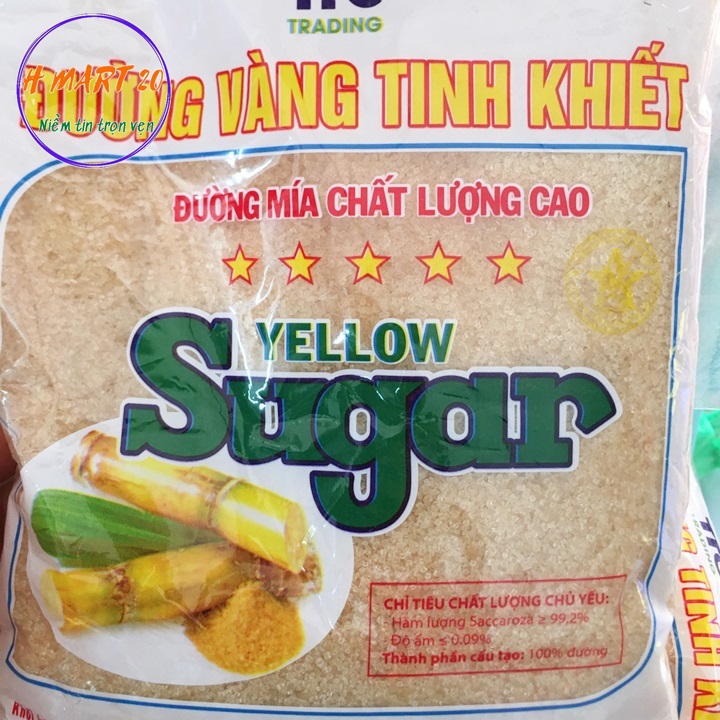 TRADING
H MART 20
Niềm tin trọn vẹn
ĐƯỜNG VÀNG TINH KHIẾT
ĐƯỜNG MÍA CHẤT LƯỢNG CAO
YELLOW
Sugar
CHỈ TIÊU CHẤT LƯỢNG CHỦ YẾU:
- Hàm lượng Saccaroza ≥ 99,2%
- Độ ẩm ≤ 0.09%
Thành phần cấu tạo: 100% đường
TINH